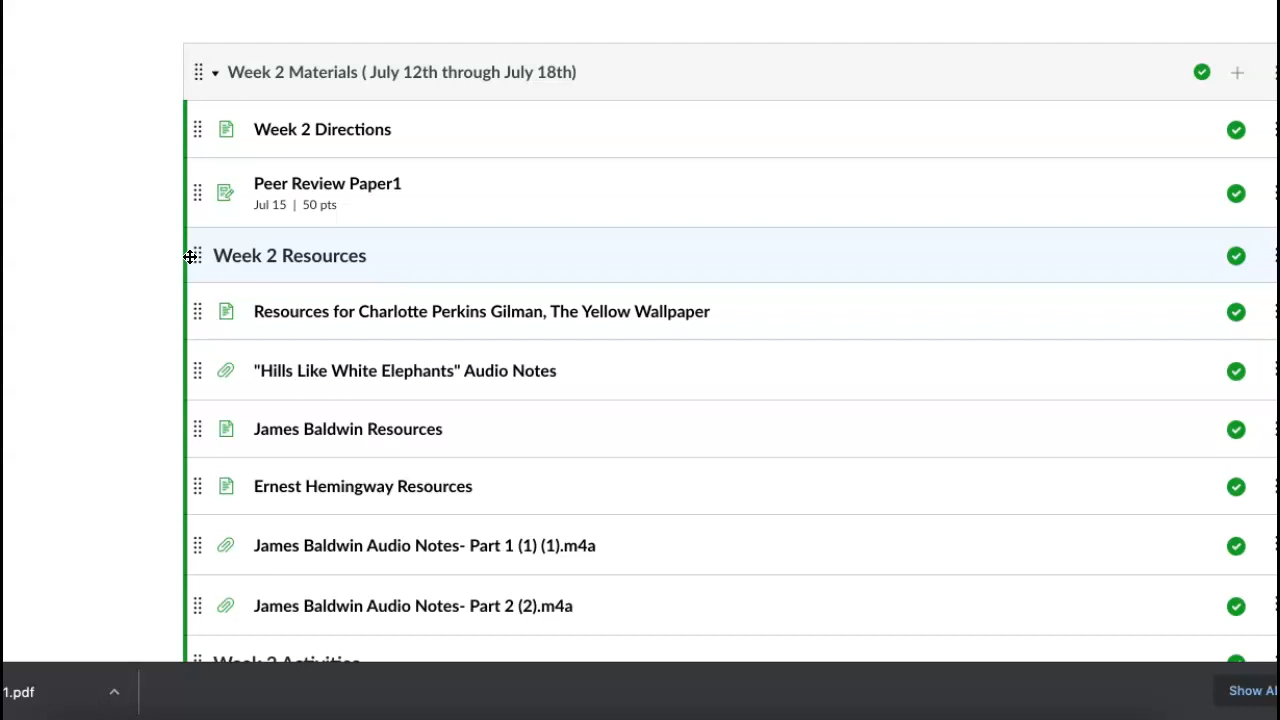 Week 2 Materials ( July 12th through July 18th)
Week 2 Directions
Peer Review Paper1
Jul 15 | 50 pts
Week 2 Resources
Resources for Charlotte Perkins Gilman, The Yellow Wallpaper
"Hills Like White Elephants" Audio Notes
James Baldwin Resources
Ernest Hemingway Resources
James Baldwin Audio Notes- Part 1 (1) (1).m4a
James Baldwin Audio Notes- Part 2 (2).m4a
Week 2 Activities
1.pdf
Show Al